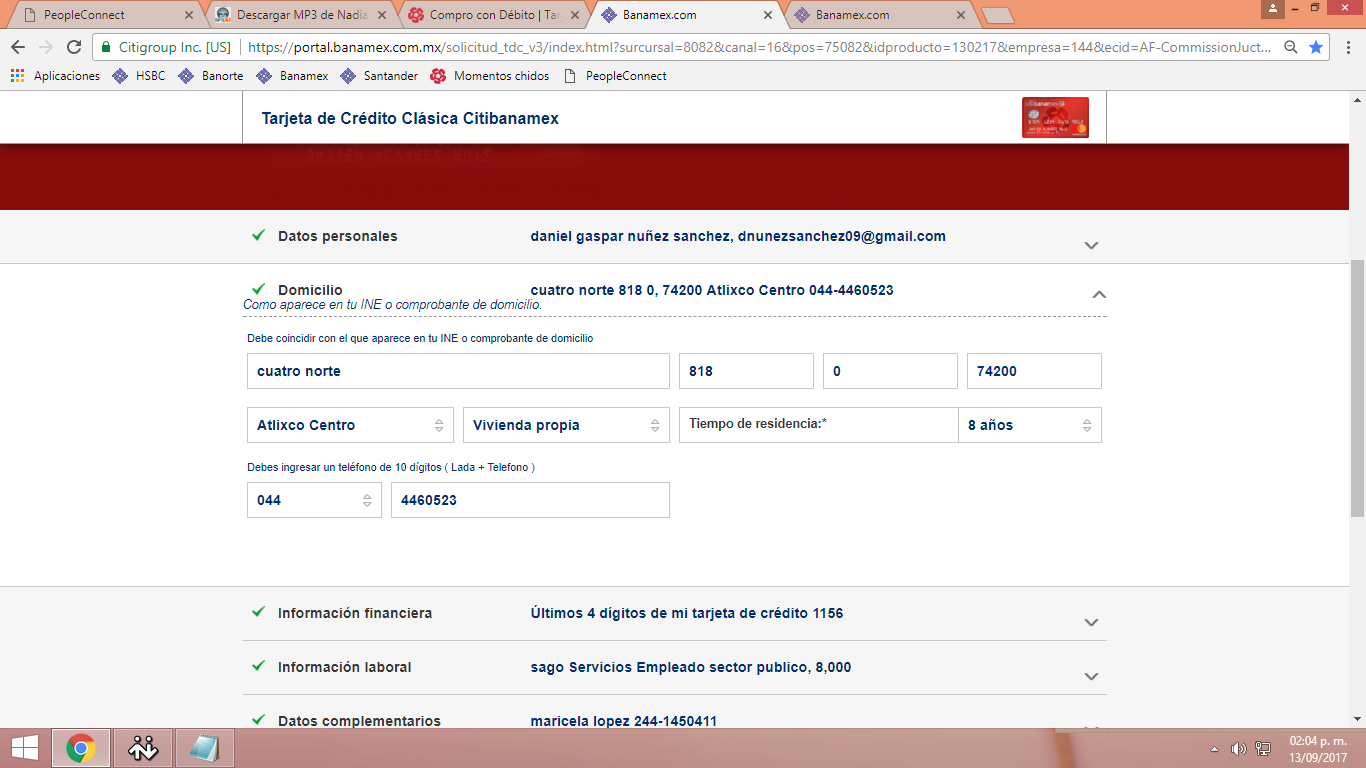 PeopleConnect
Descargar MP3 de Nadia
Compro con Débito | Tar
Banamex.com
Banamex.com
Citigroup Inc. [US] https://portal.banamex.com.mx/solicitud_tdc_v3/index.html?surcursal=8082&canal=16&pos=75082&idproducto=130217&empresa=144&ecid=AF-CommissionJuct...
Aplicaciones HSBC Banorte Banamex Santander Momentos chidos PeopleConnect
Tarjeta de Crédito Clásica Citibanamex
Datos personales daniel gaspar nuñez sanchez, dnunezsanchez09@gmail.com
Domicilio cuatro norte 818 0, 74200 Atlixco Centro 044-4460523
Como aparece en tu INE o comprobante de domicilio.
Debe coincidir con el que aparece en tu INE o comprobante de domicilio
cuatro norte 818 0 74200
Atlixco Centro Vivienda propia Tiempo de residencia:* 8 años
Debes ingresar un teléfono de 10 dígitos ( Lada + Telefono )
044 4460523
Información financiera Últimos 4 dígitos de mi tarjeta de crédito 1156
Información laboral sago Servicios Empleado sector publico, 8,000
Datos complementarios maricela lopez 244-1450411
02:04 p. m.
13/09/2017